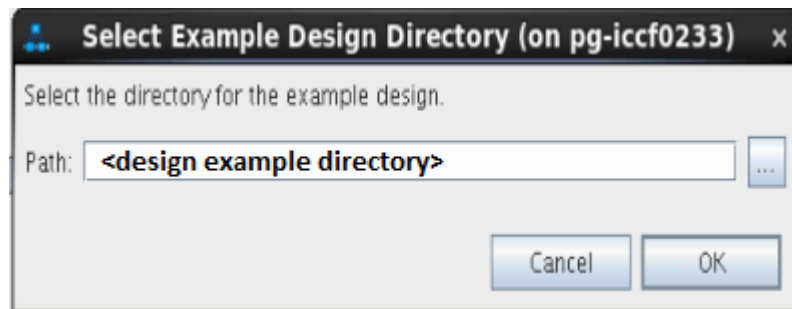 Select Example Design Directory (on pg-iccf0233) x
Select the directory for the example design.
Path: <design example directory> ...
Cancel OK